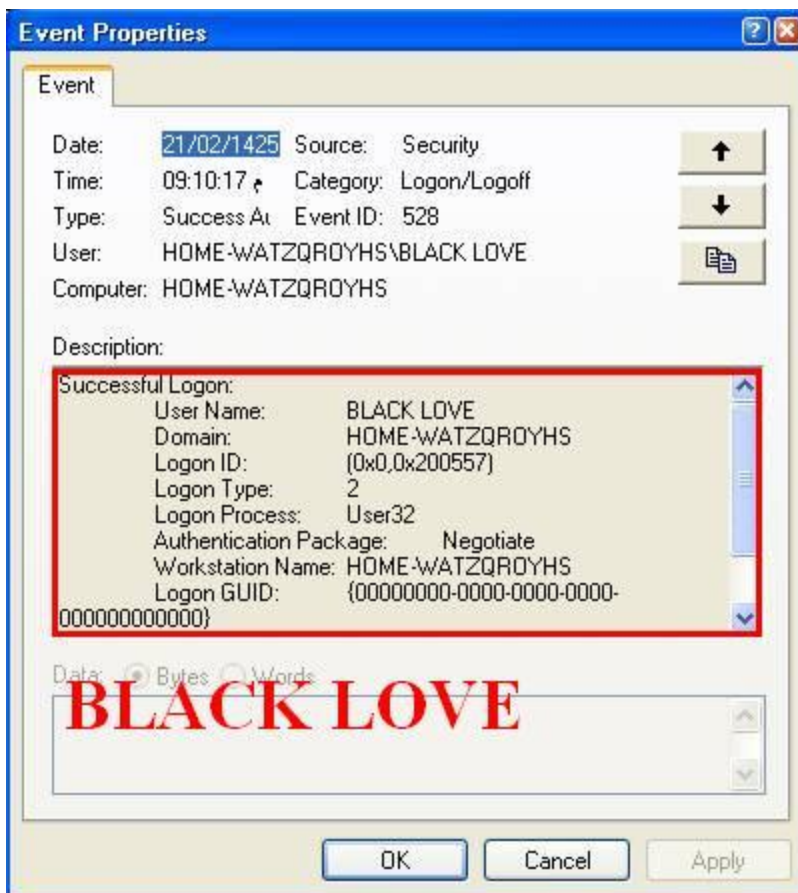 Event Properties
Event
Date: 21/02/1425 Source: Security
Time: 09:10:17 م Category: Logon/Logoff
Type: Success Au Event ID: 528
User: HOME-WATZQROYHS\BLACK LOVE
Computer: HOME-WATZQROYHS
Description:
Successful Logon:
User Name: BLACK LOVE
Domain: HOME-WATZQROYHS
Logon ID: (0x0,0x200557)
Logon Type: 2
Logon Process: User32
Authentication Package: Negotiate
Workstation Name: HOME-WATZQROYHS
Logon GUID: {00000000-0000-0000-0000-
000000000000}
Data: Bytes Words
BLACK LOVE
OK Cancel Apply